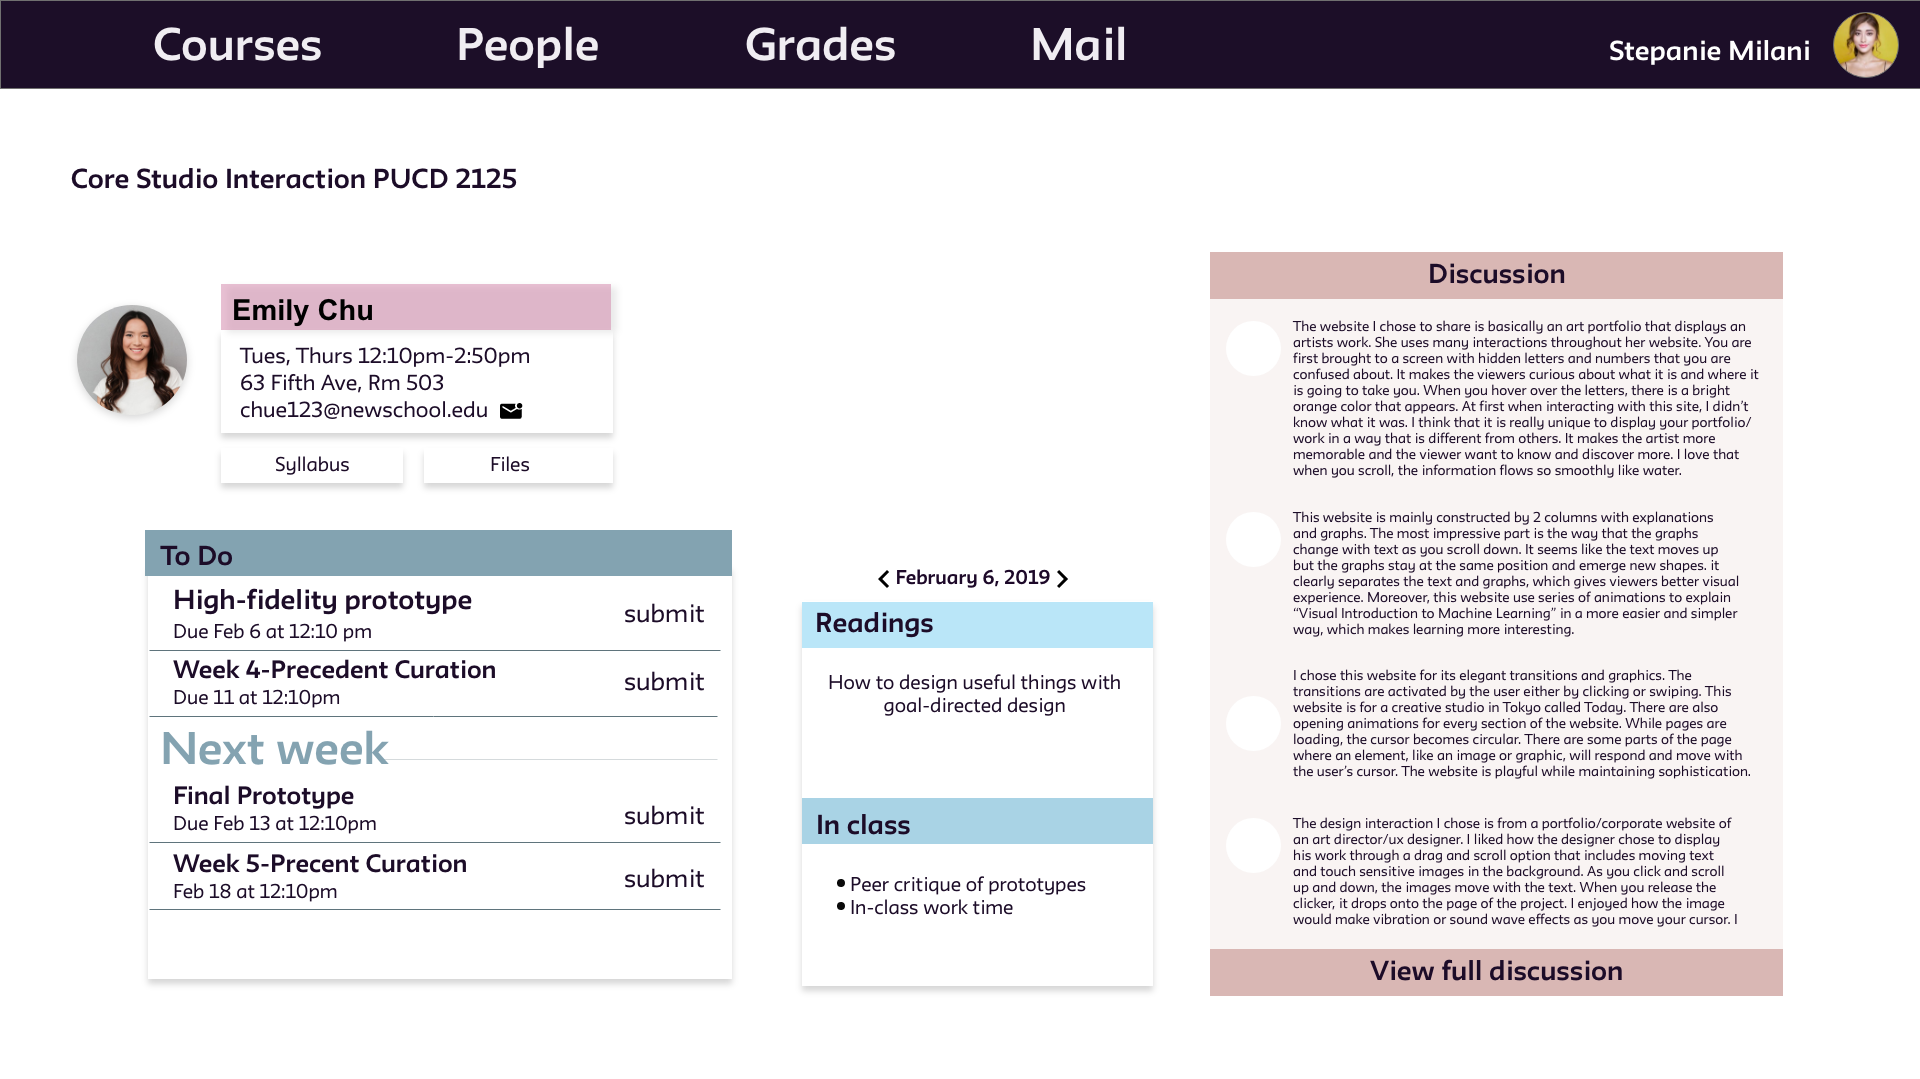 Courses People Grades Mail Stepanie Milani
Core Studio Interaction PUCD 2125
Emily Chu
Tues, Thurs 12:10pm-2:50pm
63 Fifth Ave, Rm 503
chue123@newschool.edu
Syllabus Files
To Do
High-fidelity prototype
Due Feb 6 at 12:10 pm
submit
Week 4-Precedent Curation
Due 11 at 12:10pm
submit
Next week
Final Prototype
Due Feb 13 at 12:10pm
submit
Week 5-Precent Curation
Feb 18 at 12:10pm
submit
February 6, 2019
Readings
How to design useful things with
goal-directed design
In class
• Peer critique of prototypes
• In-class work time
Discussion
The website I chose to share is basically an art portfolio that displays an
artists work. She uses many interactions throughout her website. You are
first brought to a screen with hidden letters and numbers that you are
confused about. It makes the viewers curious about what it is and where it
is going to take you. When you hover over the letters, there is a bright
orange color that appears. At first when interacting with this site, I didn’t
know what it was. I think that it is really unique to display your portfolio/
work in a way that is different from others. It makes the artist more
memorable and the viewer want to know and discover more. I love that
when you scroll, the information flows so smoothly like water.
This website is mainly constructed by 2 columns with explanations
and graphs. The most impressive part is the way that the graphs
change with text as you scroll down. It seems like the text moves up
but the graphs stay at the same position and emerge new shapes. it
clearly separates the text and graphs, which gives viewers better visual
experience. Moreover, this website use series of animations to explain
“Visual Introduction to Machine Learning” in a more easier and simpler
way, which makes learning more interesting.
I chose this website for its elegant transitions and graphics. The
transitions are activated by the user either by clicking or swiping. This
website is for a creative studio in Tokyo called Today. There are also
opening animations for every section of the website. While pages are
loading, the cursor becomes circular. There are some parts of the page
where an element, like an image or graphic, will respond and move with
the user’s cursor. The website is playful while maintaining sophistication.
The design interaction I chose is from a portfolio/corporate website of
an art director/ux designer. I liked how the designer chose to display
his work through a drag and scroll option that includes moving text
and touch sensitive images in the background. As you click and scroll
up and down, the images move with the text. When you release the
clicker, it drops onto the page of the project. I enjoyed how the image
would make vibration or sound wave effects as you move your cursor. I
View full discussion